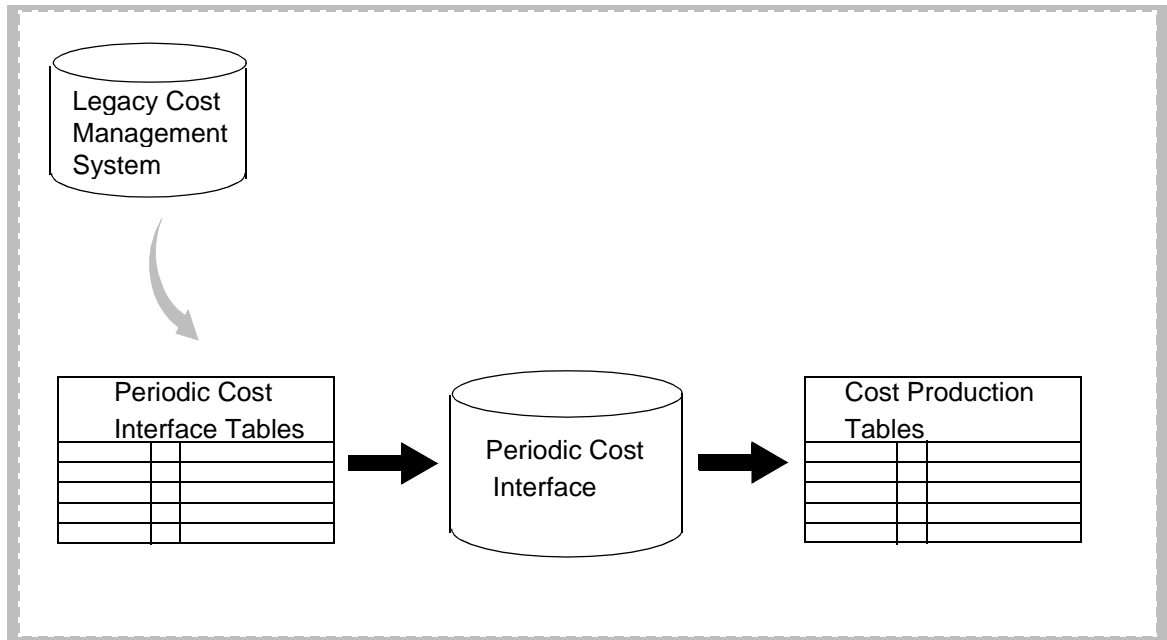 Legacy Cost
Management
System
Periodic Cost
Interface Tables
Periodic Cost
Interface
Cost Production
Tables